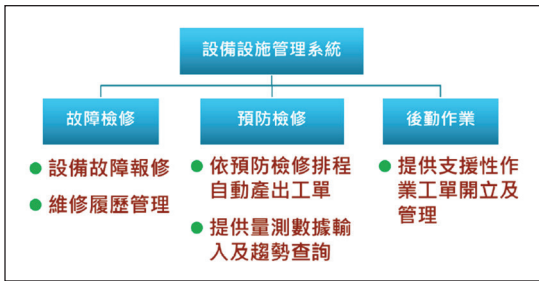 設備設施管理系統
故障檢修
設備故障報修
維修履歷管理
預防檢修
依預防檢修排程
自動產出工單
提供量測數據輸
入及趨勢查詢
後勤作業
提供支援性作
業工單開立及
管理